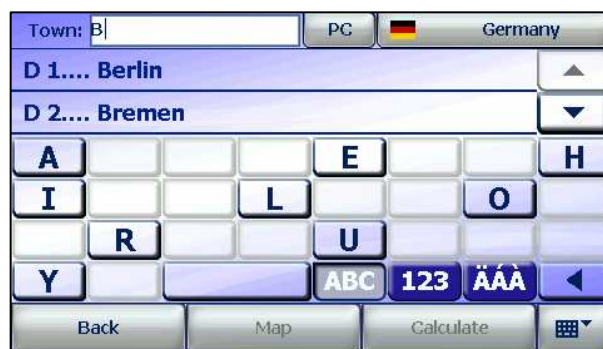 Town: B PC Germany
D 1.... Berlin
D 2.... Bremen
A E H
I L O
R U
Y ABC 123 ÄÁÀ
Back Map Calculate